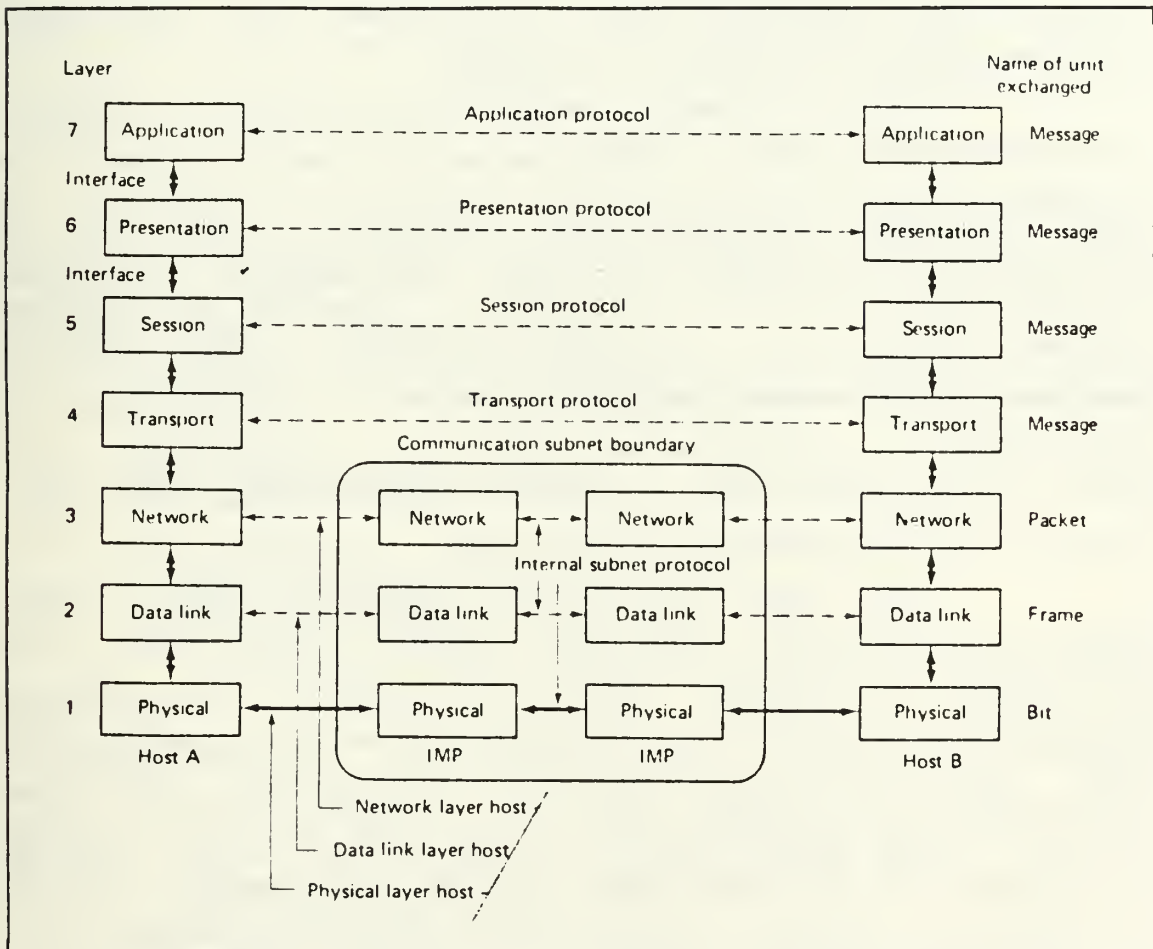 Layer
Name of unit
exchanged
Application protocol
7 Application Application Message
Interface
Presentation protocol
6 Presentation Presentation Message
Interface
Session protocol
5 Session Session Message
Transport protocol
4 Transport Transport Message
Communication subnet boundary
3 Network Network Network Network Packet
Internal subnet protocol
2 Data link Data link Data link Data link Frame
1 Physical Physical Physical Physical Bit
Host A IMP IMP Host B
Network layer host
Data link layer host
Physical layer host